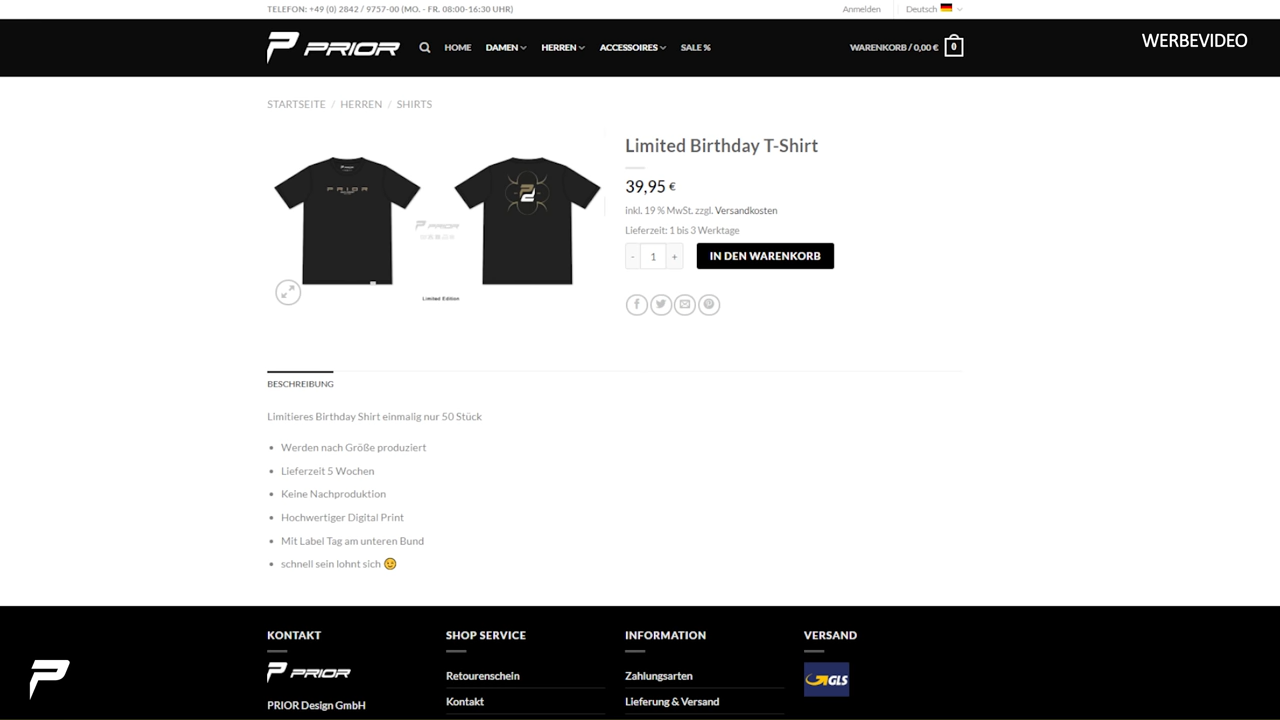 TELEFON: +49 (0) 2842 / 9757-00 (MO. - FR. 08:00-16:30 UHR)
Anmelden
Deutsch
PRIOR
HOME
DAMEN
HERREN
ACCESSOIRES
SALE %
WARENKORB / 0,00 €
0
WERBEVIDEO
STARTSEITE / HERREN / SHIRTS
PRIOR
PRIOR
Limited Edition
Limited Birthday T-Shirt
39,95 €
inkl. 19 % MwSt. zzgl. Versandkosten
Lieferzeit: 1 bis 3 Werktage
- 1 +
IN DEN WARENKORB
BESCHREIBUNG
Limitieres Birthday Shirt einmalig nur 50 Stück
• Werden nach Größe produziert
• Lieferzeit 5 Wochen
• Keine Nachproduktion
• Hochwertiger Digital Print
• Mit Label Tag am unteren Bund
• schnell sein lohnt sich 😉
KONTAKT
PRIOR
PRIOR Design GmbH
SHOP SERVICE
Retourenschein
Kontakt
INFORMATION
Zahlungsarten
Lieferung & Versand
VERSAND
GLS